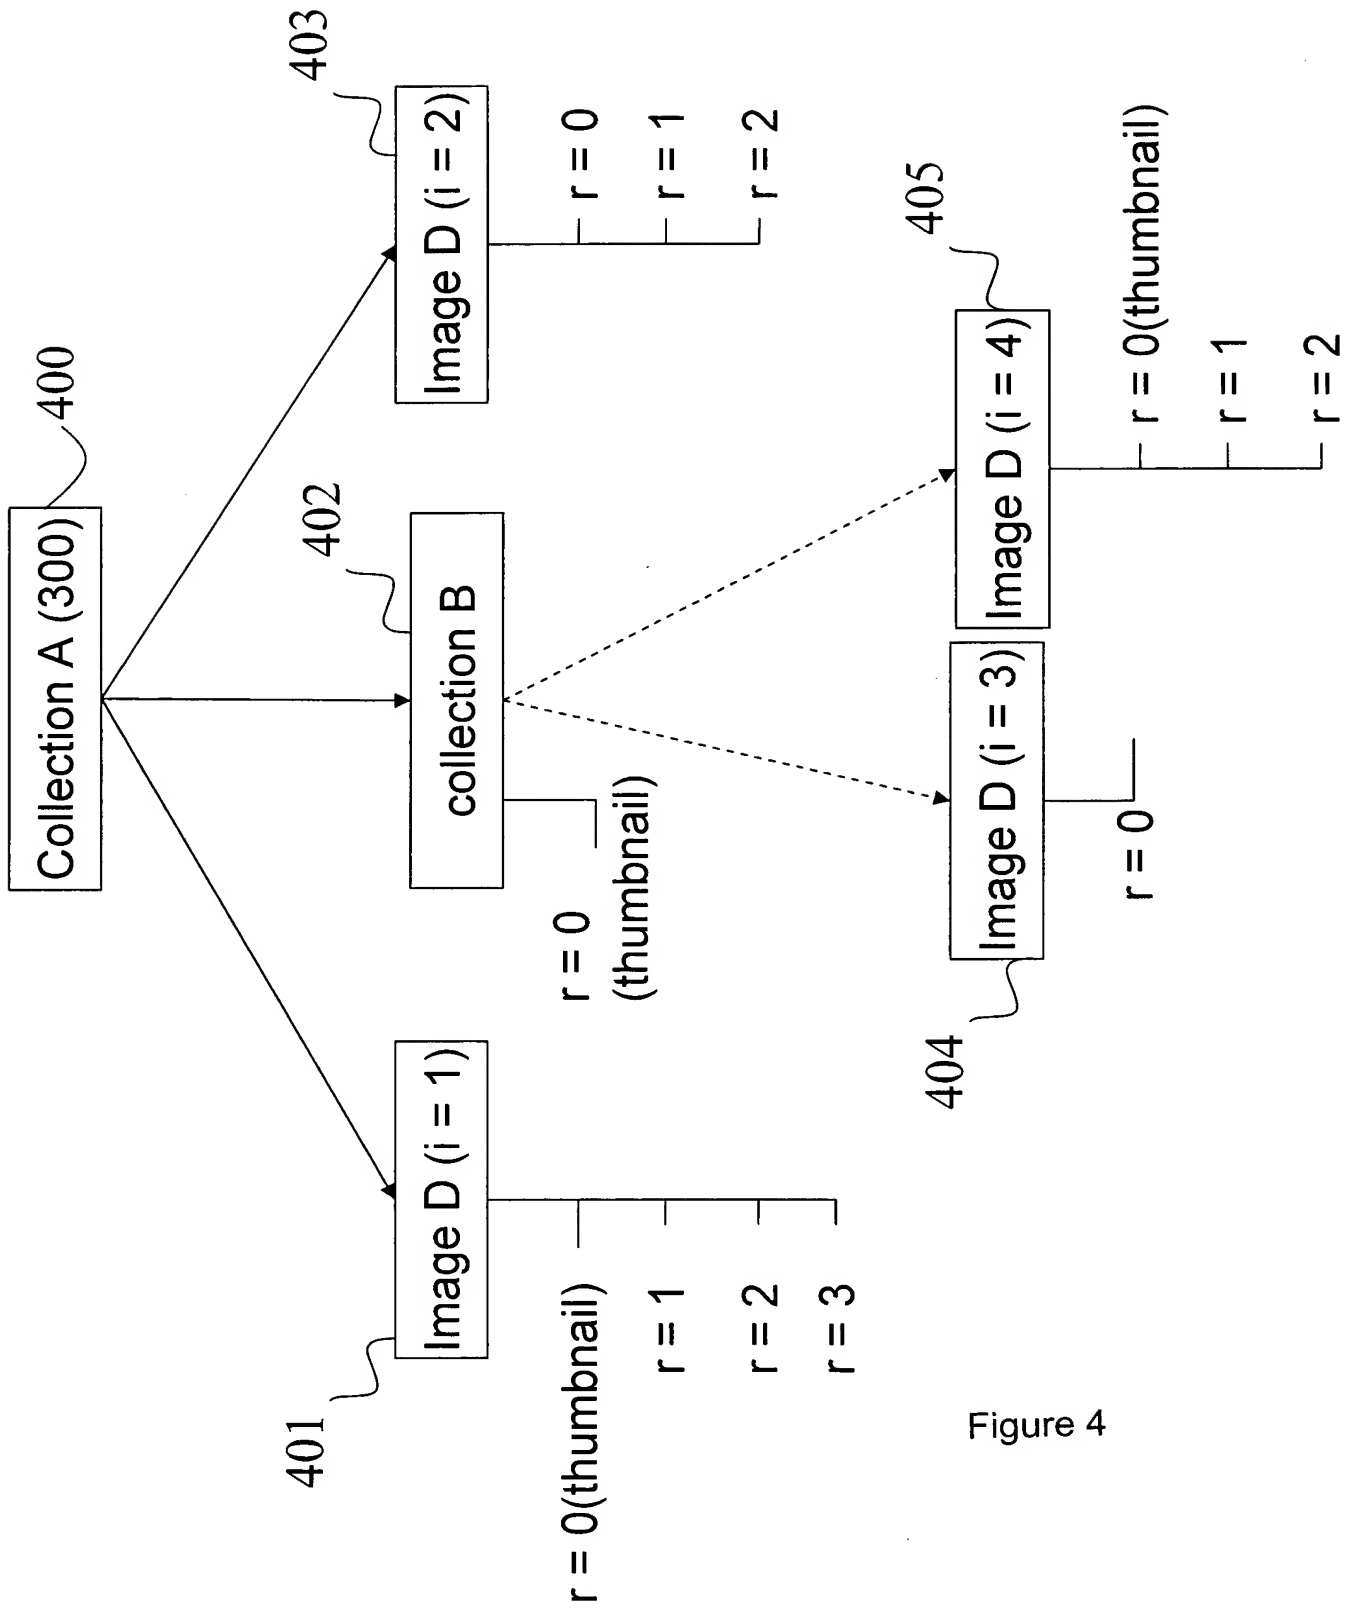 Collection A (300)
400
401
402
403
Image D (i = 1)
collection B
Image D (i = 2)
r = 0(thumbnail)
r = 1
r = 2
r = 3
r = 0
(thumbnail)
r = 0
r = 1
r = 2
404
405
Image D (i = 3)
Image D (i = 4)
r = 0
r = 0(thumbnail)
r = 1
r = 2
Figure 4